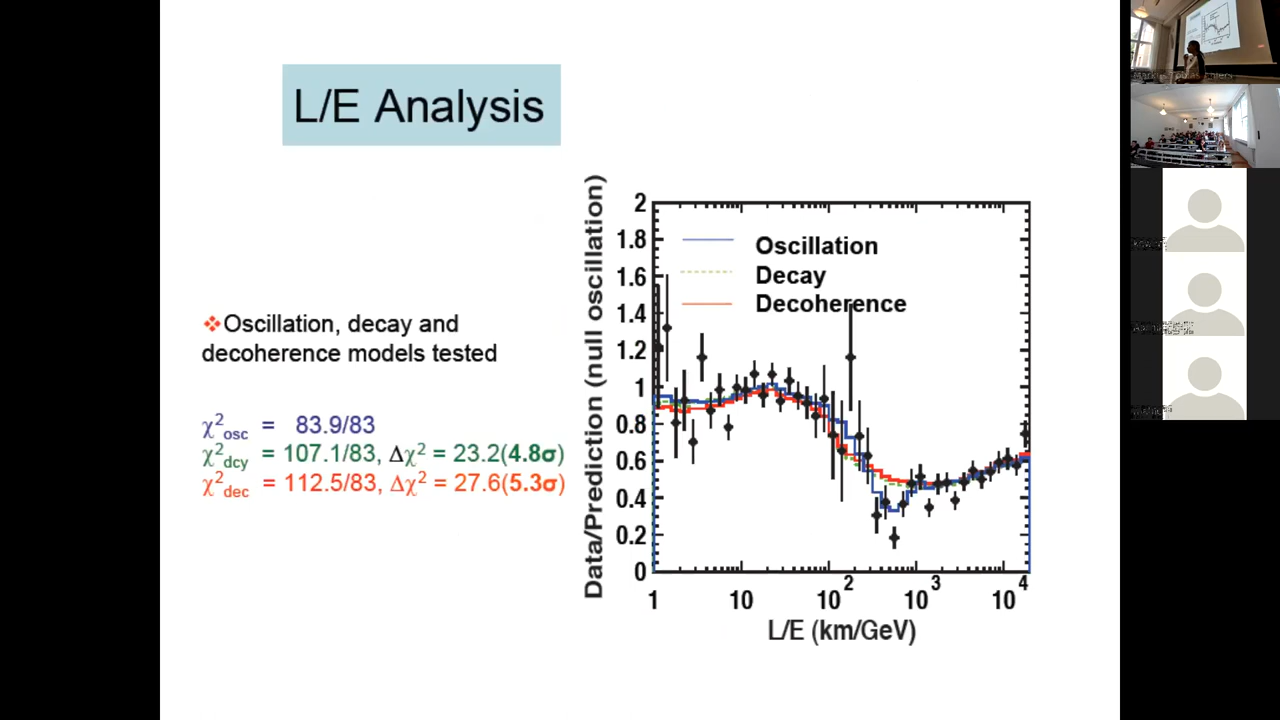 L/E Analysis
❖Oscillation, decay and
decoherence models tested
χ²osc = 83.9/83
χ²dcy = 107.1/83, Δχ² = 23.2(4.8σ)
χ²dec = 112.5/83, Δχ² = 27.6(5.3σ)
Data/Prediction (null oscillation)
2
1.8
1.6
1.4
1.2
1
0.8
0.6
0.4
0.2
0
Oscillation
Decay
Decoherence
1 10 10² 10³ 10⁴
L/E (km/GeV)